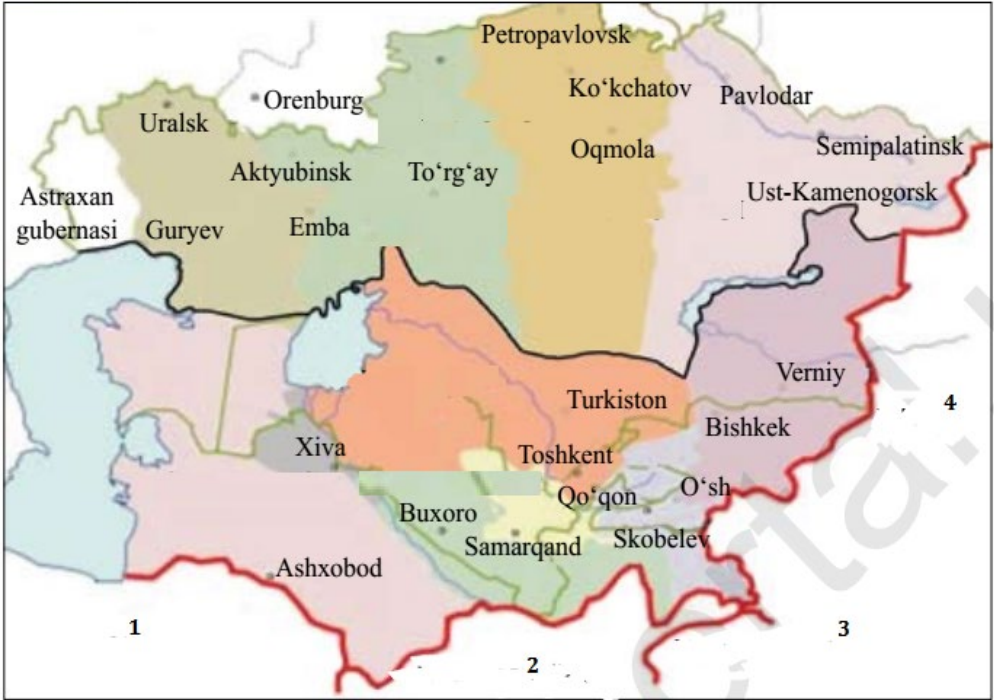 Petropavlovsk
Ko‘kchatov
Pavlodar
Orenburg
Uralsk
Oqmola
Semipalatinsk
Aktyubinsk
To‘rg‘ay
Ust-Kamenogorsk
Astraxan
gubernasi
Guryev
Emba
Verniy
4
Turkiston
Bishkek
Xiva
Toshkent
Qo‘qon
O‘sh
Buxoro
Samarqand
Skobelev
Ashxobod
1
2
3